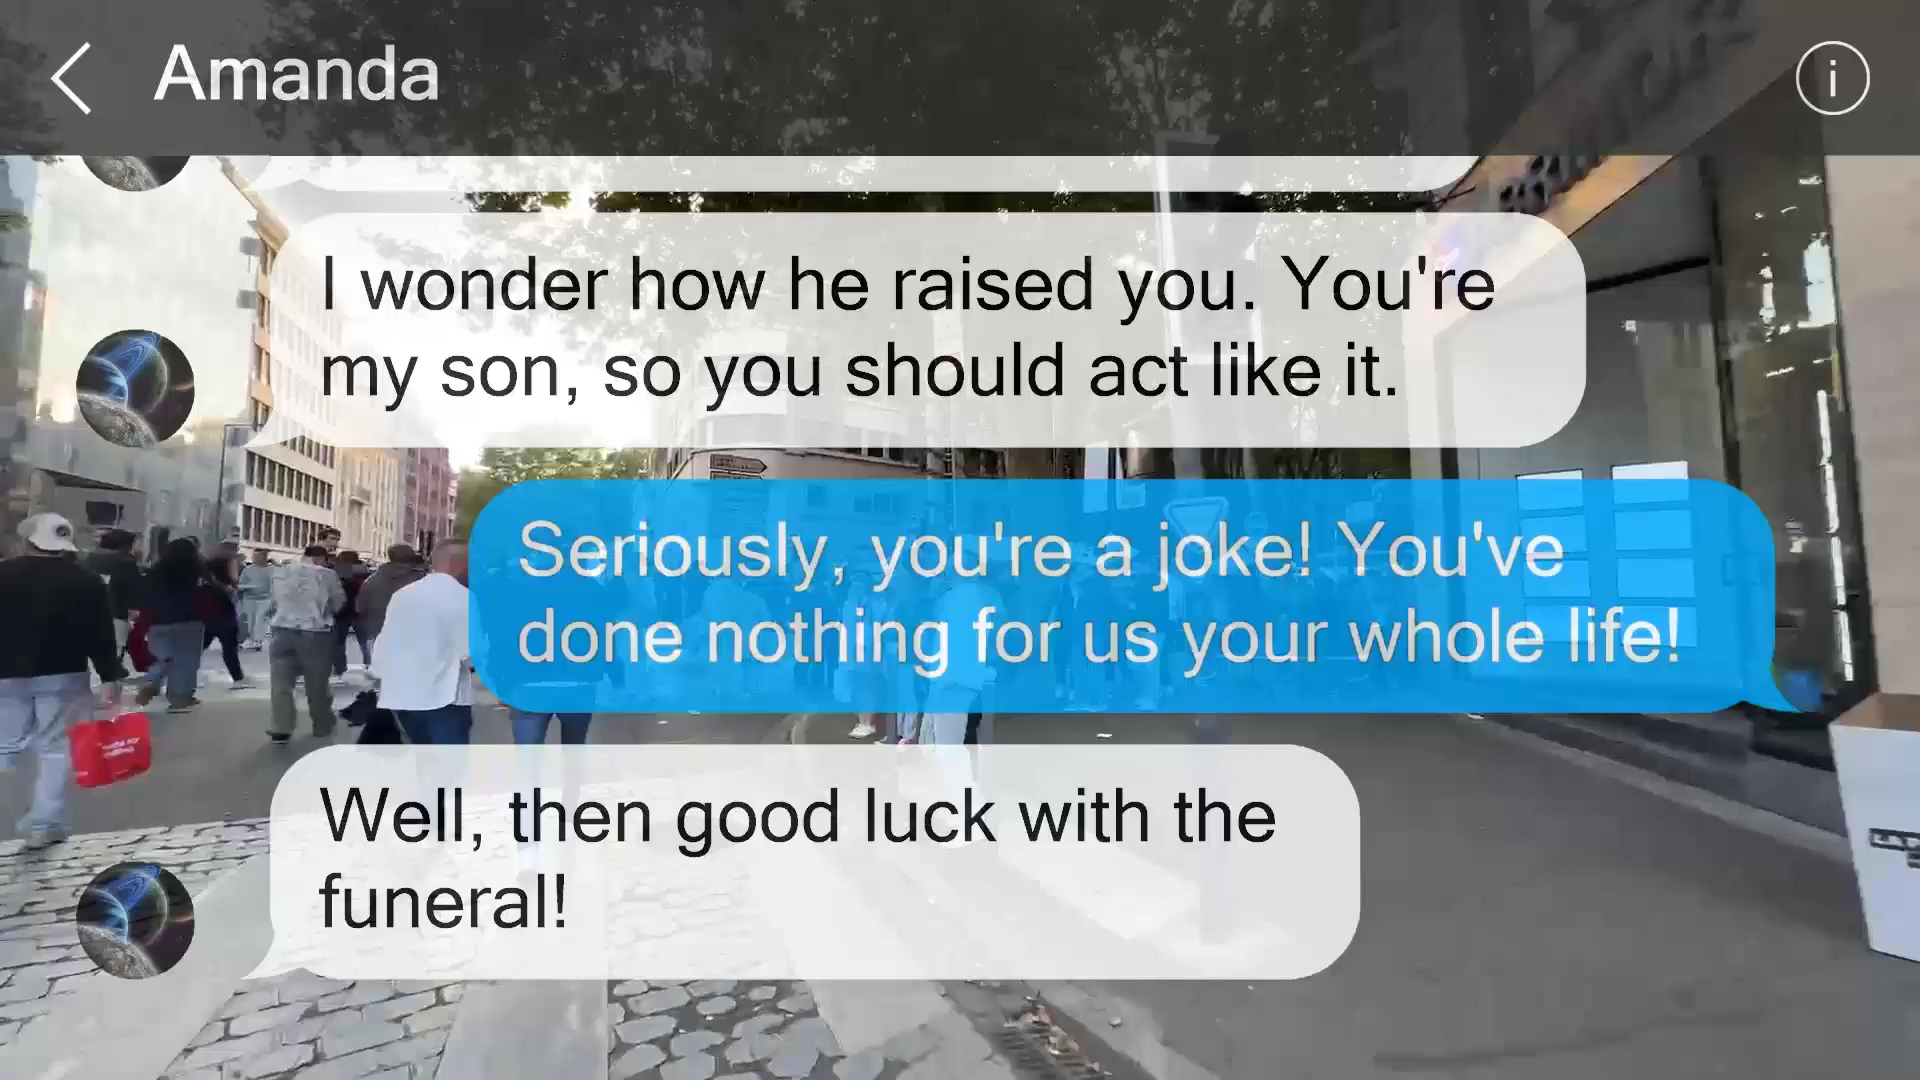 Amanda
I wonder how he raised you. You're
my son, so you should act like it.
Seriously, you're a joke! You've
done nothing for us your whole life!
Well, then good luck with the
funeral!